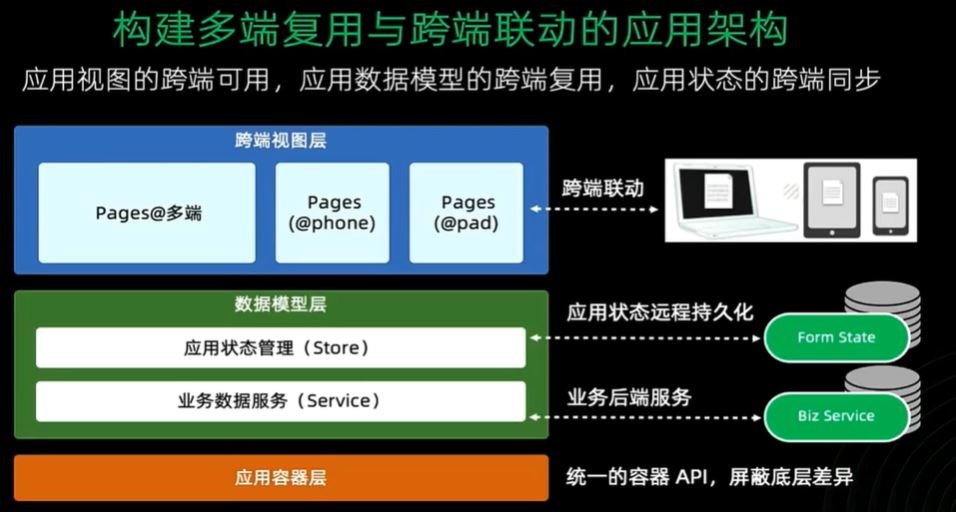 构建多端复用与跨端联动的应用架构
应用视图的跨端可用，应用数据模型的跨端复用，应用状态的跨端同步
跨端视图层
Pages@多端
Pages
(@phone)
Pages
(@pad)
跨端联动
数据模型层
应用状态管理（Store）
应用状态远程持久化
Form State
业务数据服务（Service）
业务后端服务
Biz Service
应用容器层
统一的容器 API，屏蔽底层差异